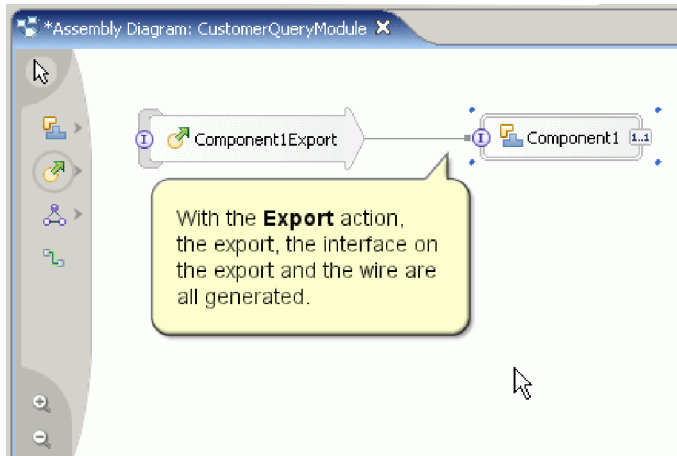 *Assembly Diagram: CustomerQueryModule
I Component1Export
I Component1 1..1
With the Export action,
the export, the interface on
the export and the wire are
all generated.